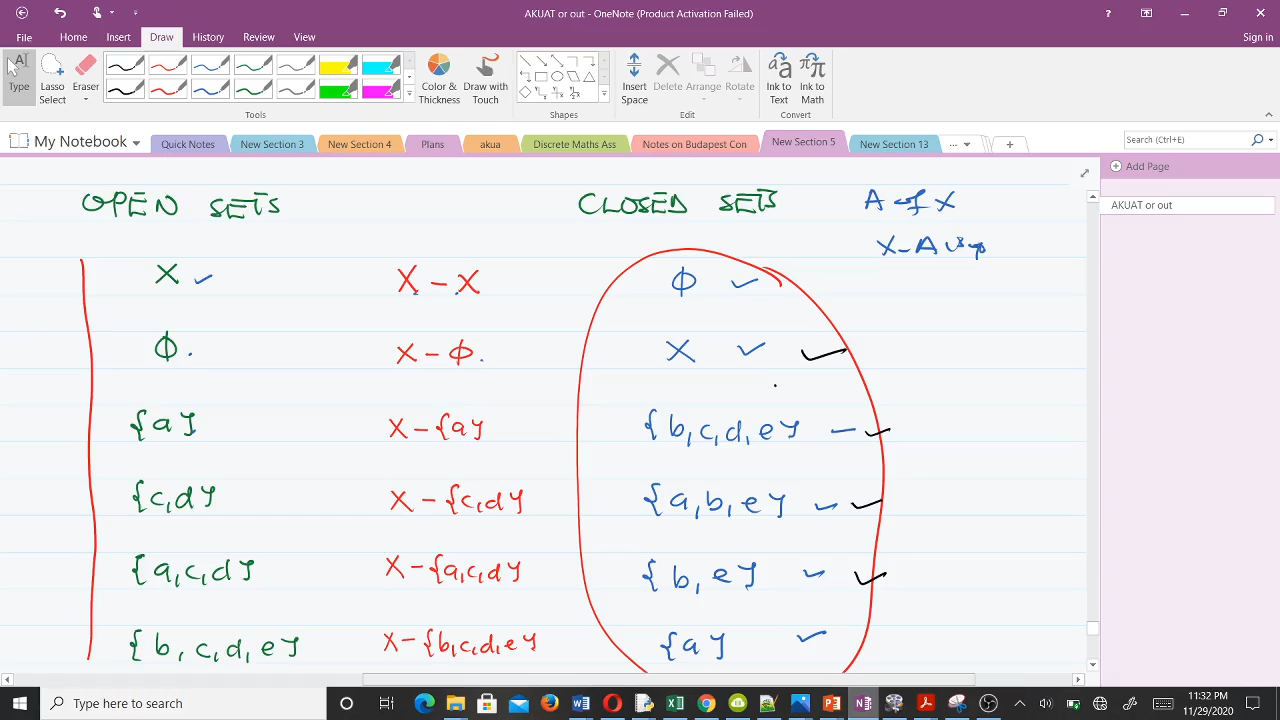 AKUAT or out - OneNote (Product Activation Failed)
File Home Insert Draw History Review View Sign in
Type Lasso Select Eraser Color & Thickness Draw with Touch Insert Space Delete Arrange Rotate Ink to Text Ink to Math
Tools Shapes Edit Convert
My Notebook Quick Notes New Section 3 New Section 4 Plans akua Discrete Maths Ass Notes on Budapest Con New Section 5 New Section 13 ... Search (Ctrl+E)
Add Page
AKUAT or out
OPEN SETS CLOSED SETS A of X
X - A is op
X X - X ϕ
ϕ X - ϕ X
{a} X - {a} {b, c, d, e}
{c, d} X - {c, d} {a, b, e}
{a, c, d} X - {a, c, d} {b, e}
{b, c, d, e} X - {b, c, d, e} {a}
Type here to search
11:32 PM
11/29/2020